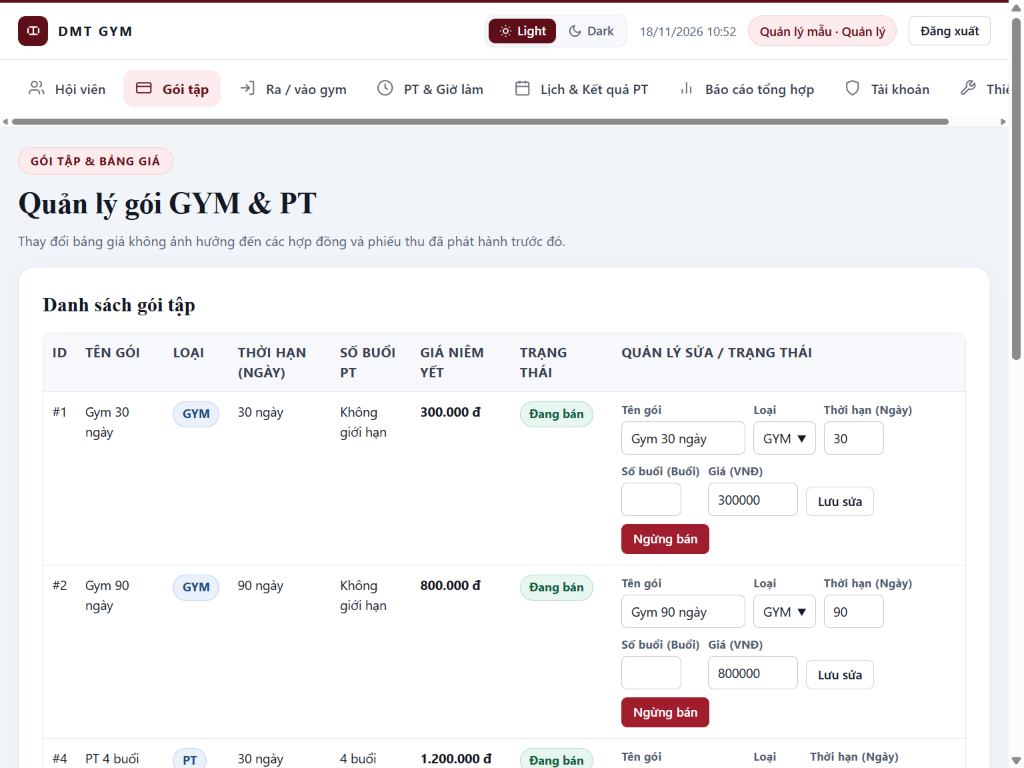 DMT GYM
Light
Dark
18/11/2026 10:52
Quản lý mẫu · Quản lý
Đăng xuất
Hội viên
Gói tập
Ra / vào gym
PT & Giờ làm
Lịch & Kết quả PT
Báo cáo tổng hợp
Tài khoản
Thiế
GÓI TẬP & BẢNG GIÁ
Quản lý gói GYM & PT
Thay đổi bảng giá không ảnh hưởng đến các hợp đồng và phiếu thu đã phát hành trước đó.
Danh sách gói tập
ID TÊN GÓI LOẠI THỜI HẠN (NGÀY) SỐ BUỔI PT GIÁ NIÊM YẾT TRẠNG THÁI QUẢN LÝ SỬA / TRẠNG THÁI
#1 Gym 30 ngày GYM 30 ngày Không giới hạn 300.000 đ Đang bán
Tên gói Loại Thời hạn (Ngày)
Gym 30 ngày GYM ▼ 30
Số buổi (Buổi) Giá (VNĐ)
300000 Lưu sửa
Ngừng bán
#2 Gym 90 ngày GYM 90 ngày Không giới hạn 800.000 đ Đang bán
Tên gói Loại Thời hạn (Ngày)
Gym 90 ngày GYM ▼ 90
Số buổi (Buổi) Giá (VNĐ)
800000 Lưu sửa
Ngừng bán
#4 PT 4 buổi PT 30 ngày 4 buổi 1.200.000 đ Đang bán
Tên gói Loại Thời hạn (Ngày)